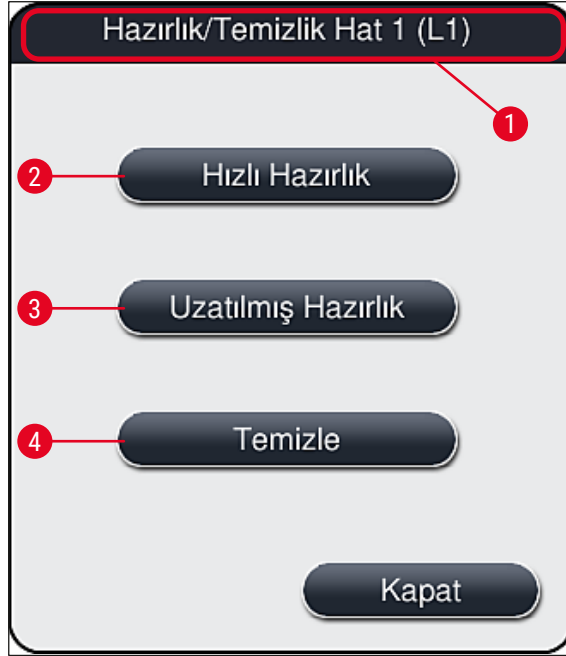 Hazırlık/Temizlik Hat 1 (L1)
1
2
Hızlı Hazırlık
3
Uzatılmış Hazırlık
4
Temizle
Kapat